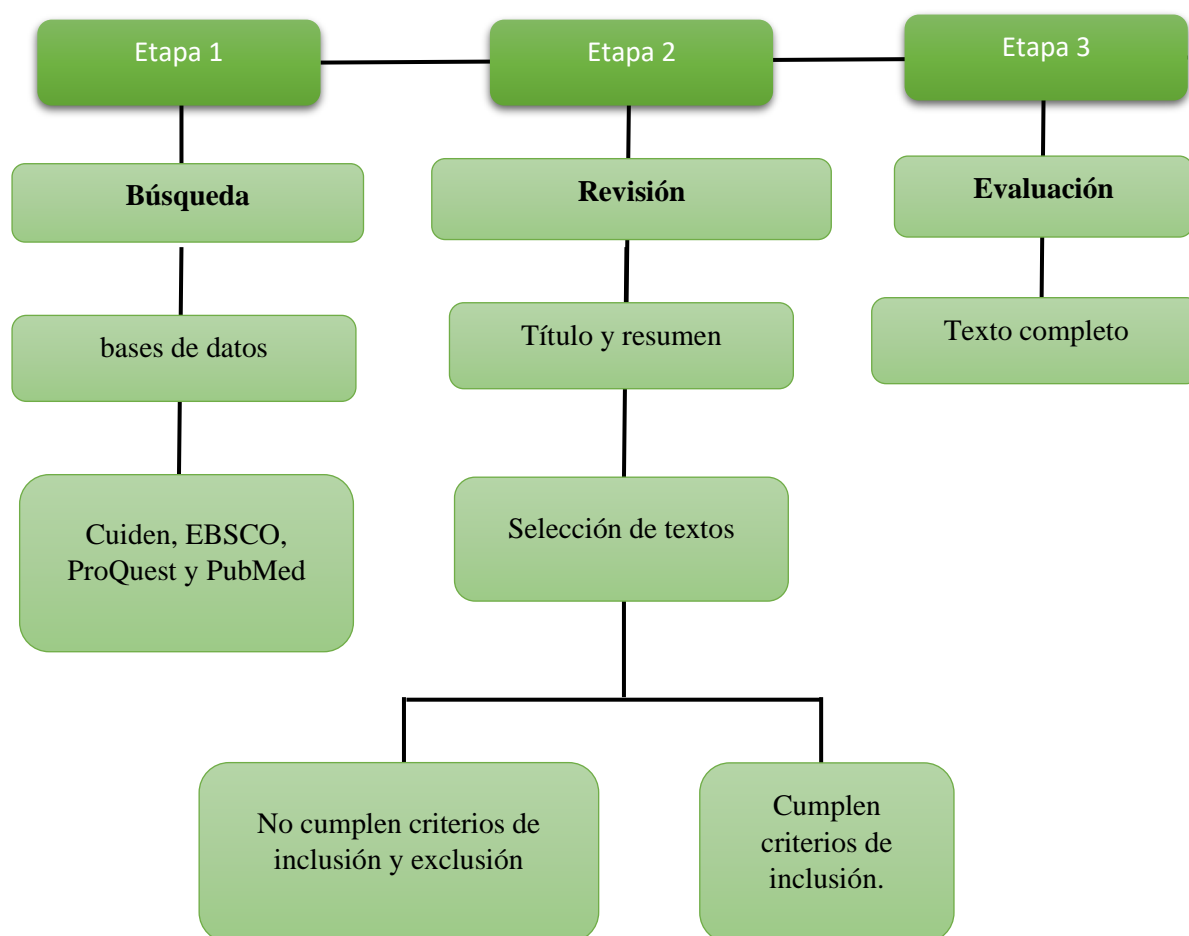 Etapa 1
Etapa 2
Etapa 3
Búsqueda
Revisión
Evaluación
bases de datos
Título y resumen
Texto completo
Cuiden, EBSCO,
ProQuest y PubMed
Selección de textos
No cumplen criterios de
inclusión y exclusión
Cumplen
criterios de
inclusión.